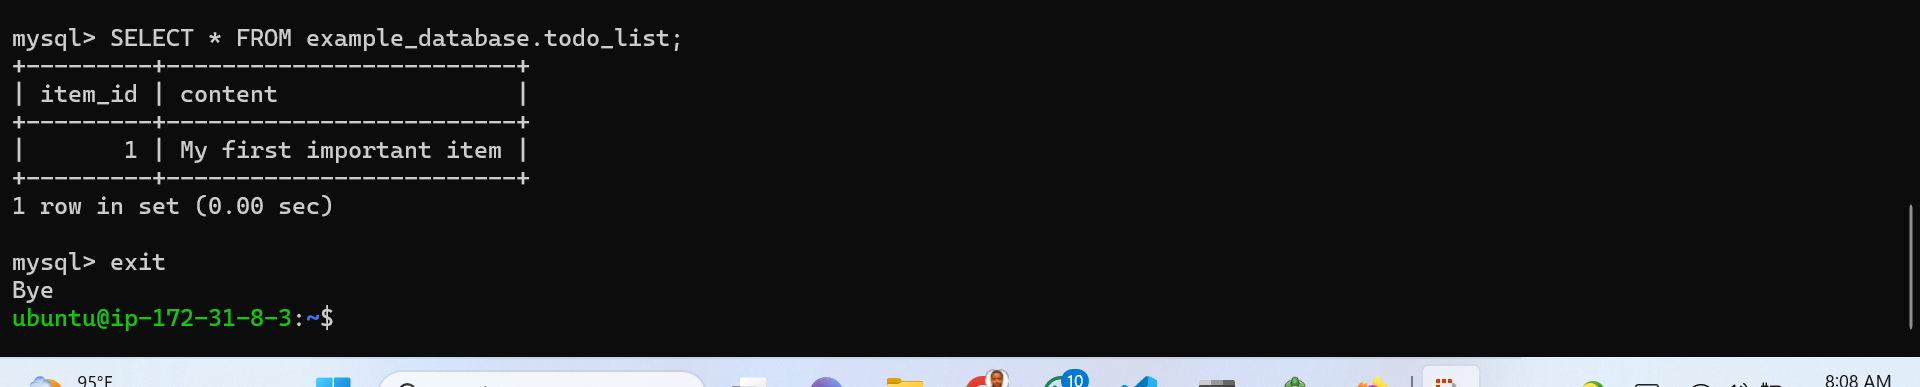 mysql> SELECT * FROM example_database.todo_list;
+---------+-------------------------+
| item_id | content                 |
+---------+-------------------------+
|       1 | My first important item |
+---------+-------------------------+
1 row in set (0.00 sec)
mysql> exit
Bye
ubuntu@ip-172-31-8-3:~$
95°F
10
8:08 AM